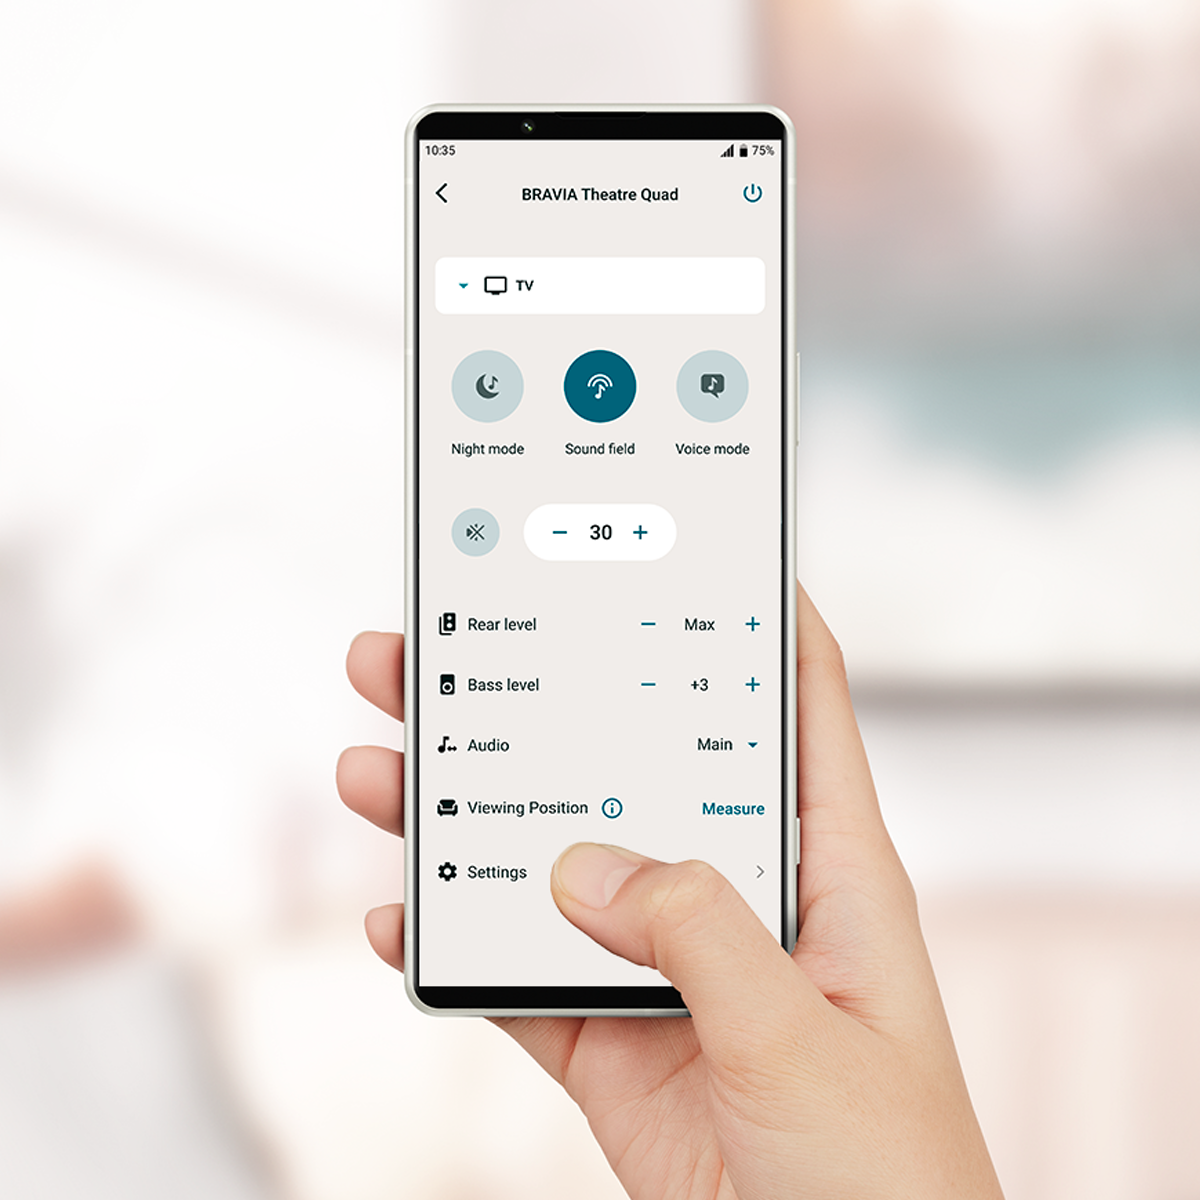 10:35 75%
BRAVIA Theatre Quad
TV
Night mode Sound field Voice mode
− 30 +
Rear level − Max +
Bass level − +3 +
Audio Main
Viewing Position Measure
Settings